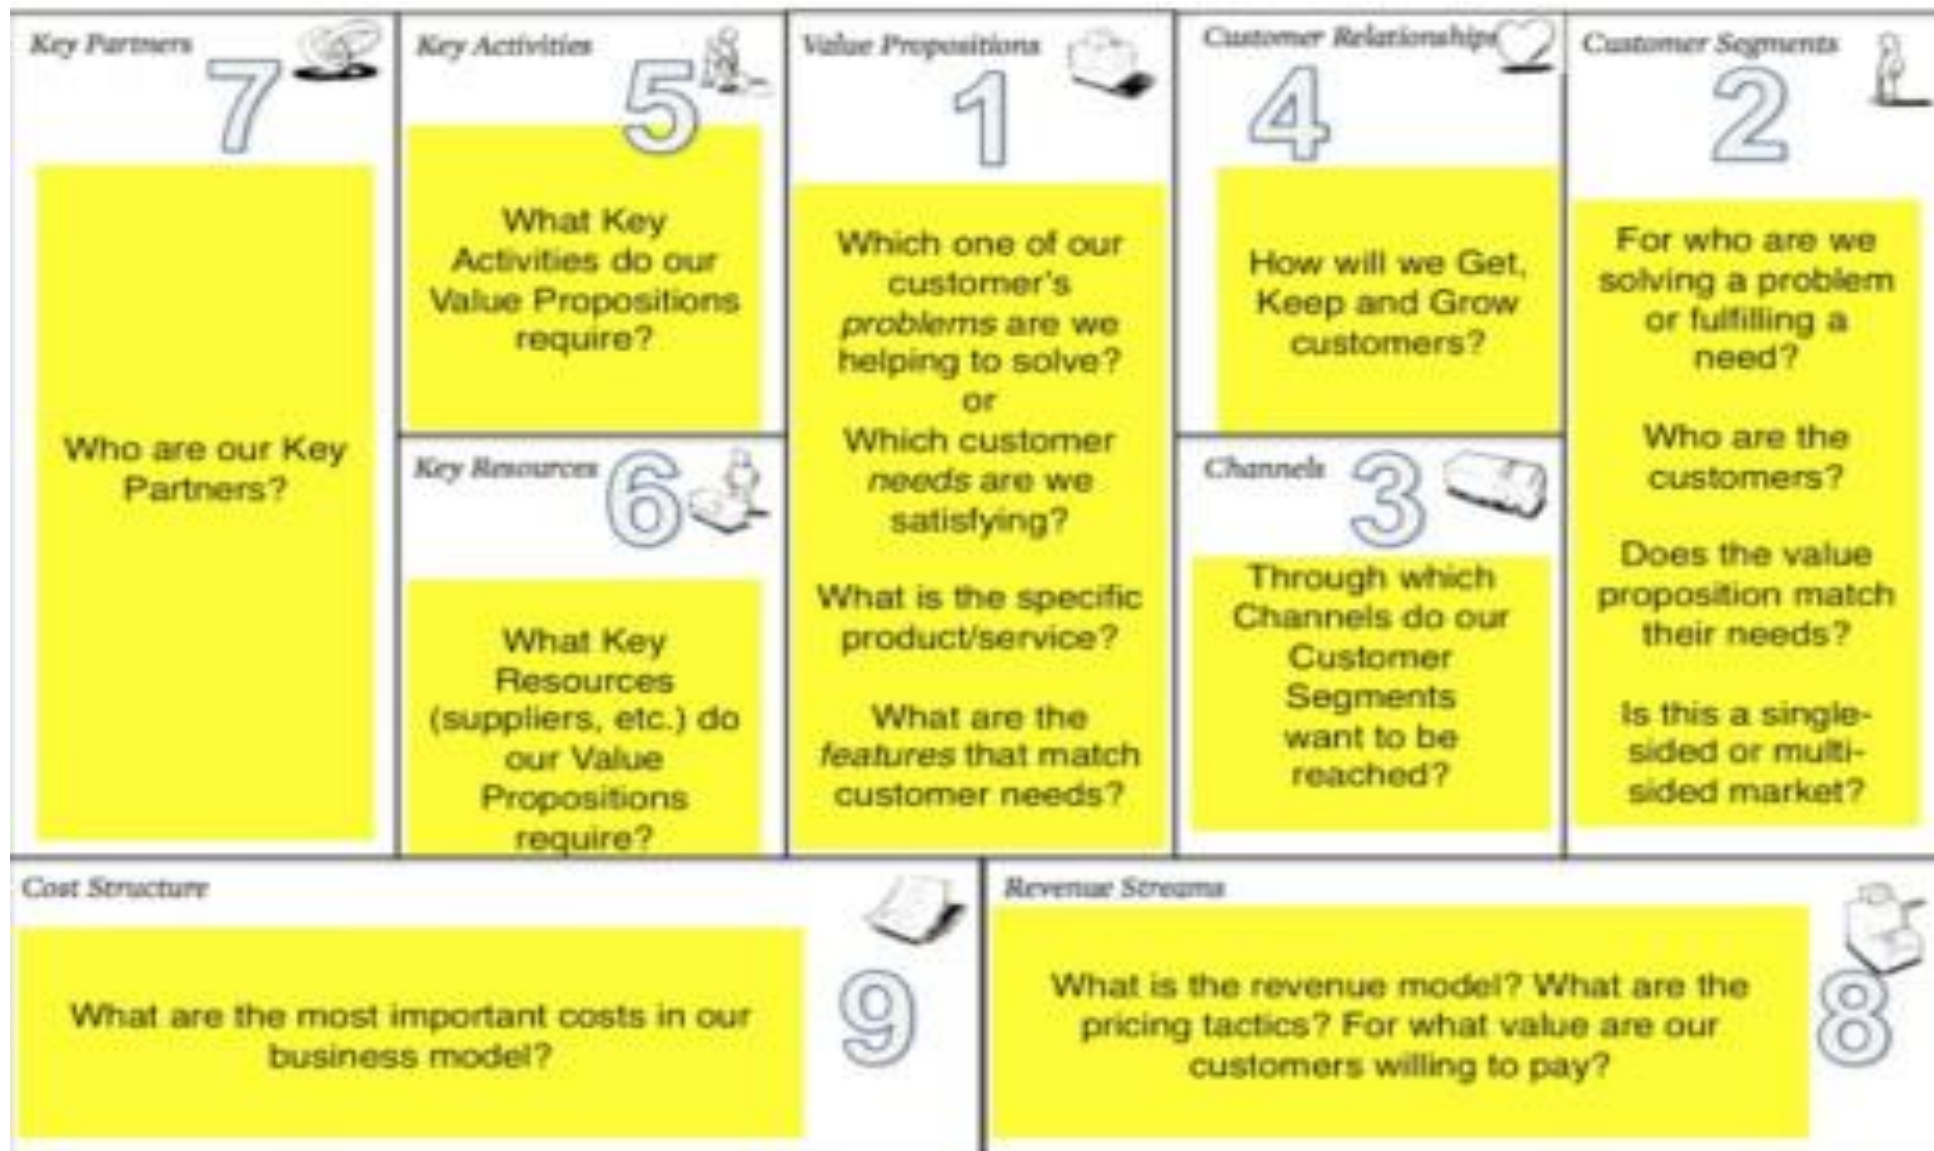 Key Partners
7
Who are our Key
Partners?
Key Activities
5
What Key
Activities do our
Value Propositions
require?
Key Resources
6
What Key
Resources
(suppliers, etc.) do
our Value
Propositions
require?
Value Propositions
1
Which one of our
customer's
problems are we
helping to solve?
or
Which customer
needs are we
satisfying?
What is the specific
product/service?
What are the
features that match
customer needs?
Customer Relationships
4
How will we Get,
Keep and Grow
customers?
Channels
3
Through which
Channels do our
Customer
Segments
want to be
reached?
Customer Segments
2
For who are we
solving a problem
or fulfilling a
need?
Who are the
customers?
Does the value
proposition match
their needs?
Is this a single-
sided or multi-
sided market?
Cost Structure
9
What are the most important costs in our
business model?
Revenue Streams
8
What is the revenue model? What are the
pricing tactics? For what value are our
customers willing to pay?